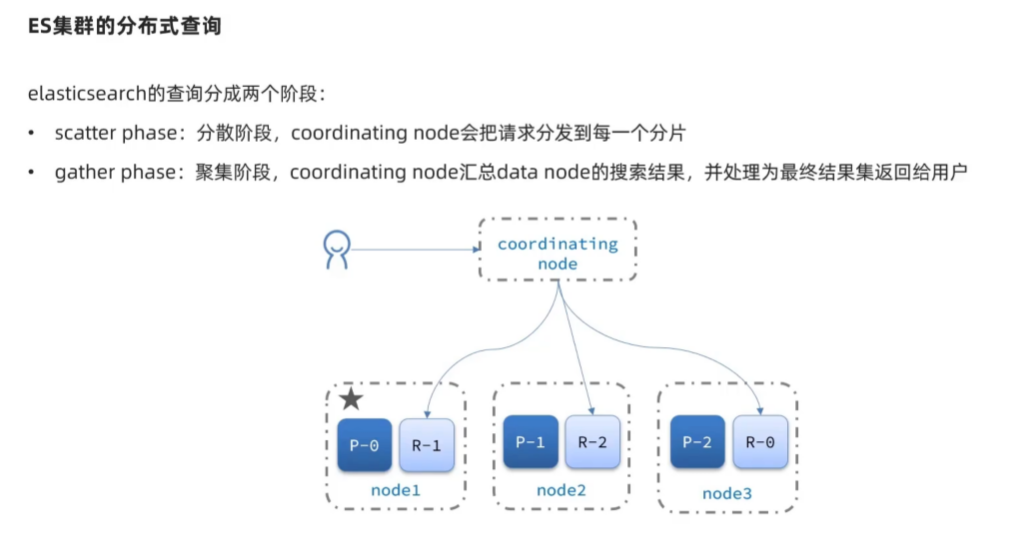 ES集群的分布式查询
elasticsearch的查询分成两个阶段：
• scatter phase：分散阶段，coordinating node会把请求分发到每一个分片
• gather phase：聚集阶段，coordinating node汇总data node的搜索结果，并处理为最终结果集返回给用户
coordinating
node
P-0 R-1 P-1 R-2 P-2 R-0
node1 node2 node3